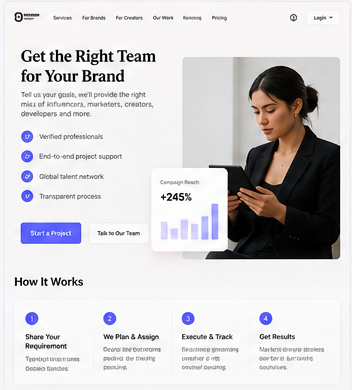 Services For Brands For Creators Our Work Reviews Pricing Login
Get the Right Team
for Your Brand
Tell us your goals, we'll provide the right
mix of influencers, marketers, creators,
developers and more.
Verified professionals
End-to-end project support
Global talent network
Transparent process
Campaign Reach
+245%
Start a Project Talk to Our Team
How It Works
1 2 3 4
Share Your We Plan & Assign Execute & Track Get Results
Requirement